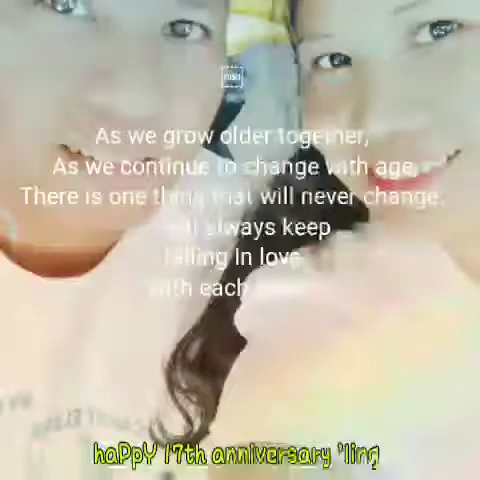 As we grow older together,
As we continue to change with age,
There is one thing that will never change.
always keep
falling In love
with each
haPpY 17th anniversary 'ling